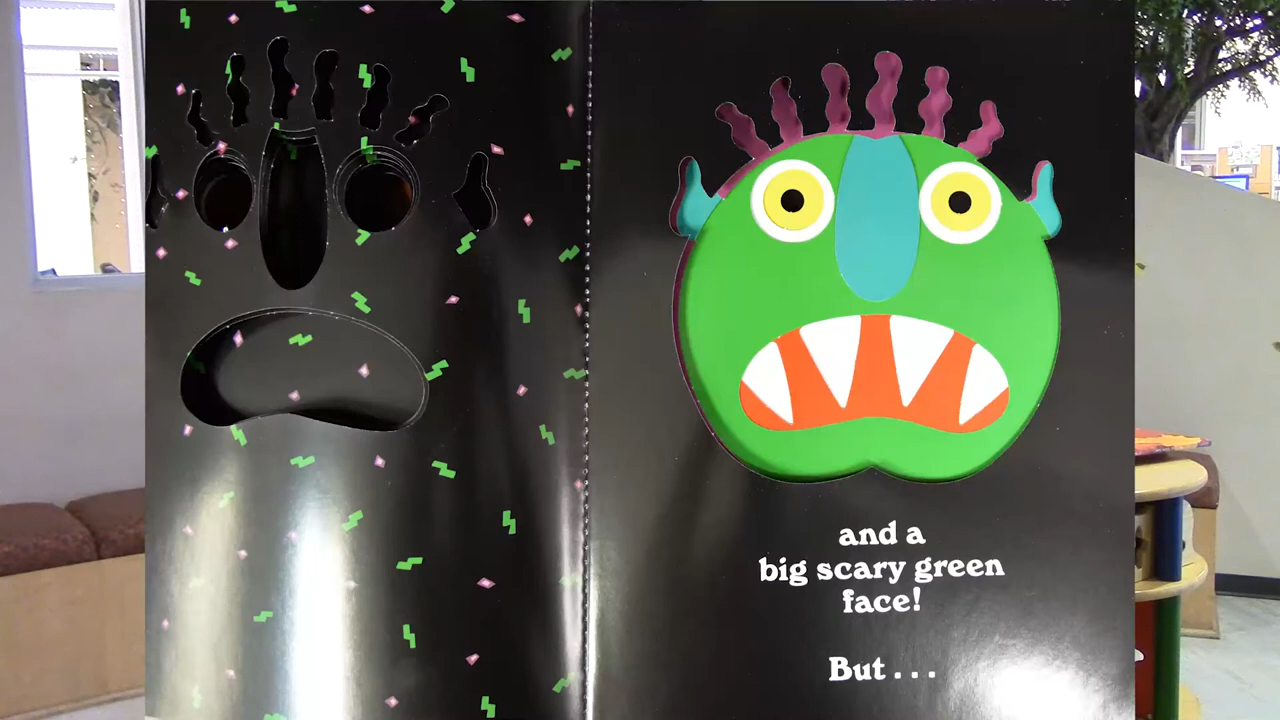 and a
big scary green
face!
But . . .